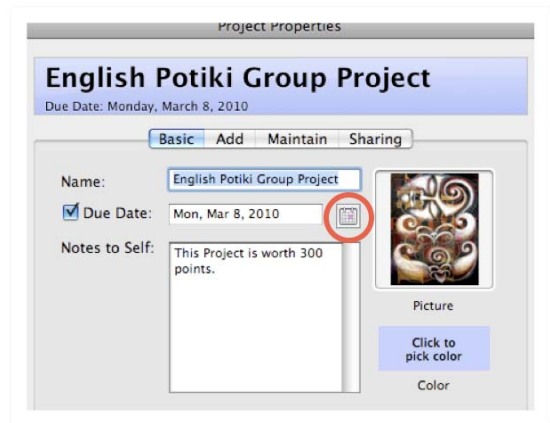 Project Properties
English Potiki Group Project
Due Date: Monday, March 8, 2010
Basic Add Maintain Sharing
Name: English Potiki Group Project
Due Date: Mon, Mar 8, 2010
Notes to Self: This Project is worth 300
points.
Picture
Click to
pick color
Color